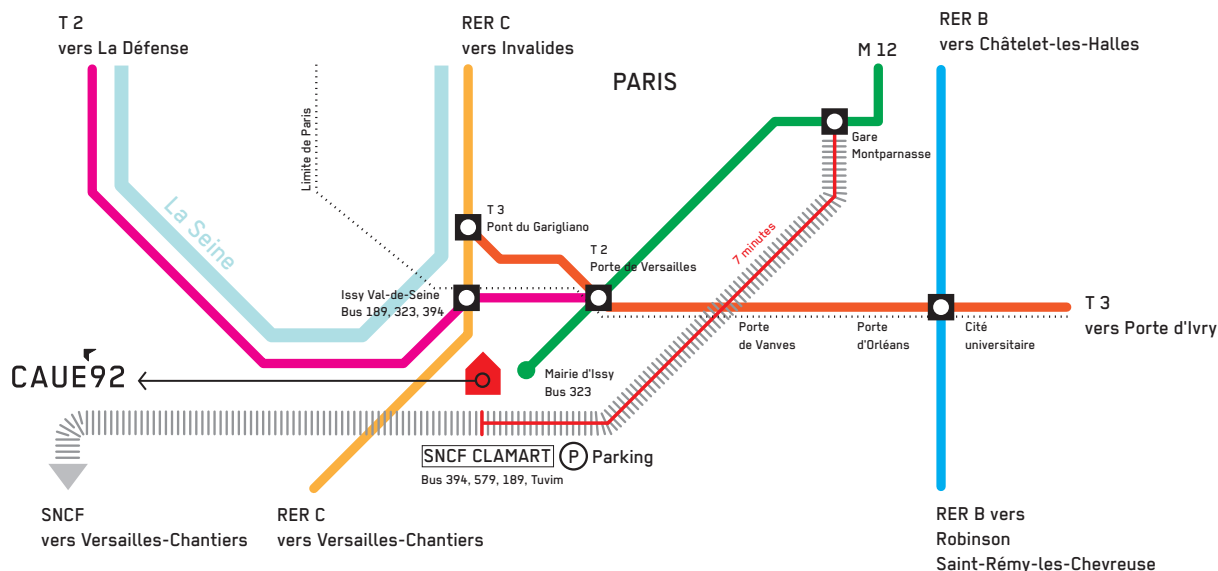 T 2
vers La Défense
RER C
vers Invalides
RER B
vers Châtelet-les-Halles
M 12
PARIS
Limite de Paris
La Seine
Gare
Montparnasse
T 3
Pont du Garigliano
7 minutes
T 2
Porte de Versailles
Issy Val-de-Seine
Bus 189, 323, 394
T 3
vers Porte d'Ivry
Porte
de Vanves
Porte
d'Orléans
Cité
universitaire
CAUE92
Mairie d'Issy
Bus 323
SNCF CLAMART P Parking
Bus 394, 579, 189, Tuvim
SNCF
vers Versailles-Chantiers
RER C
vers Versailles-Chantiers
RER B vers
Robinson
Saint-Rémy-les-Chevreuse